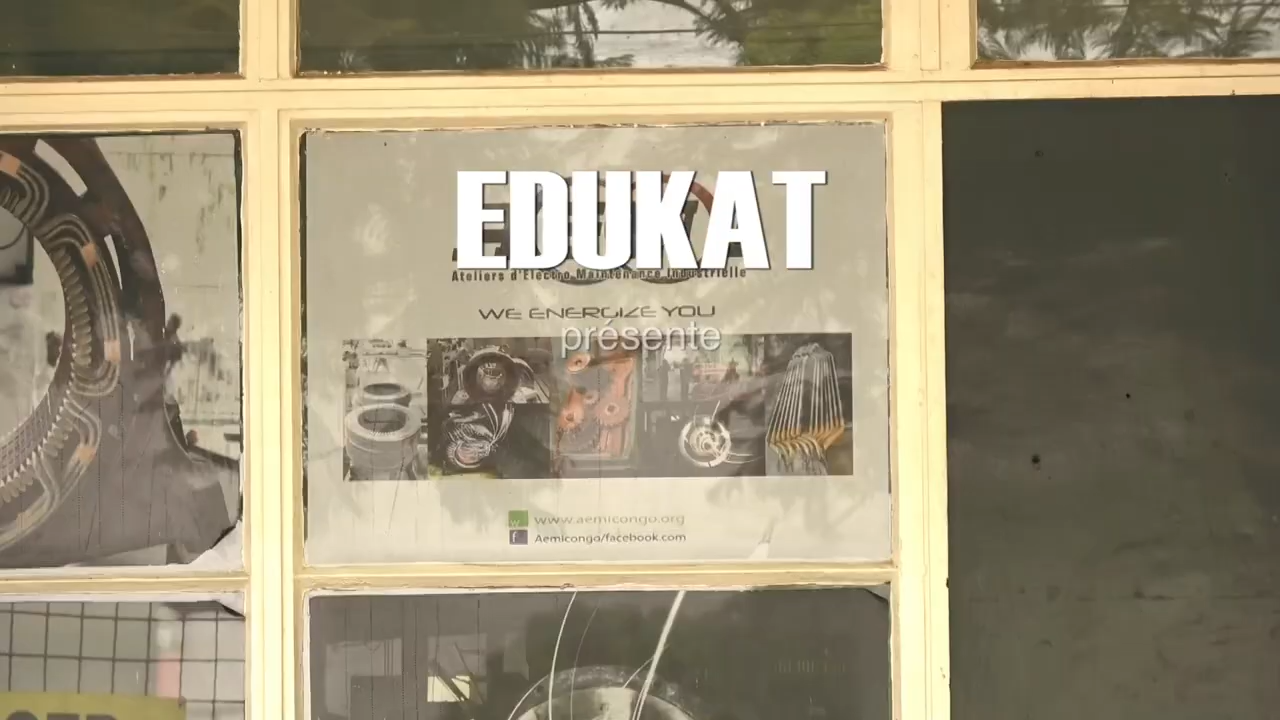 EDUKAT
Ateliers d'Electro Maintenance Industrielle
WE ENERGIZE YOU
présente
www.aemicongo.org
Aemicongo/facebook.com